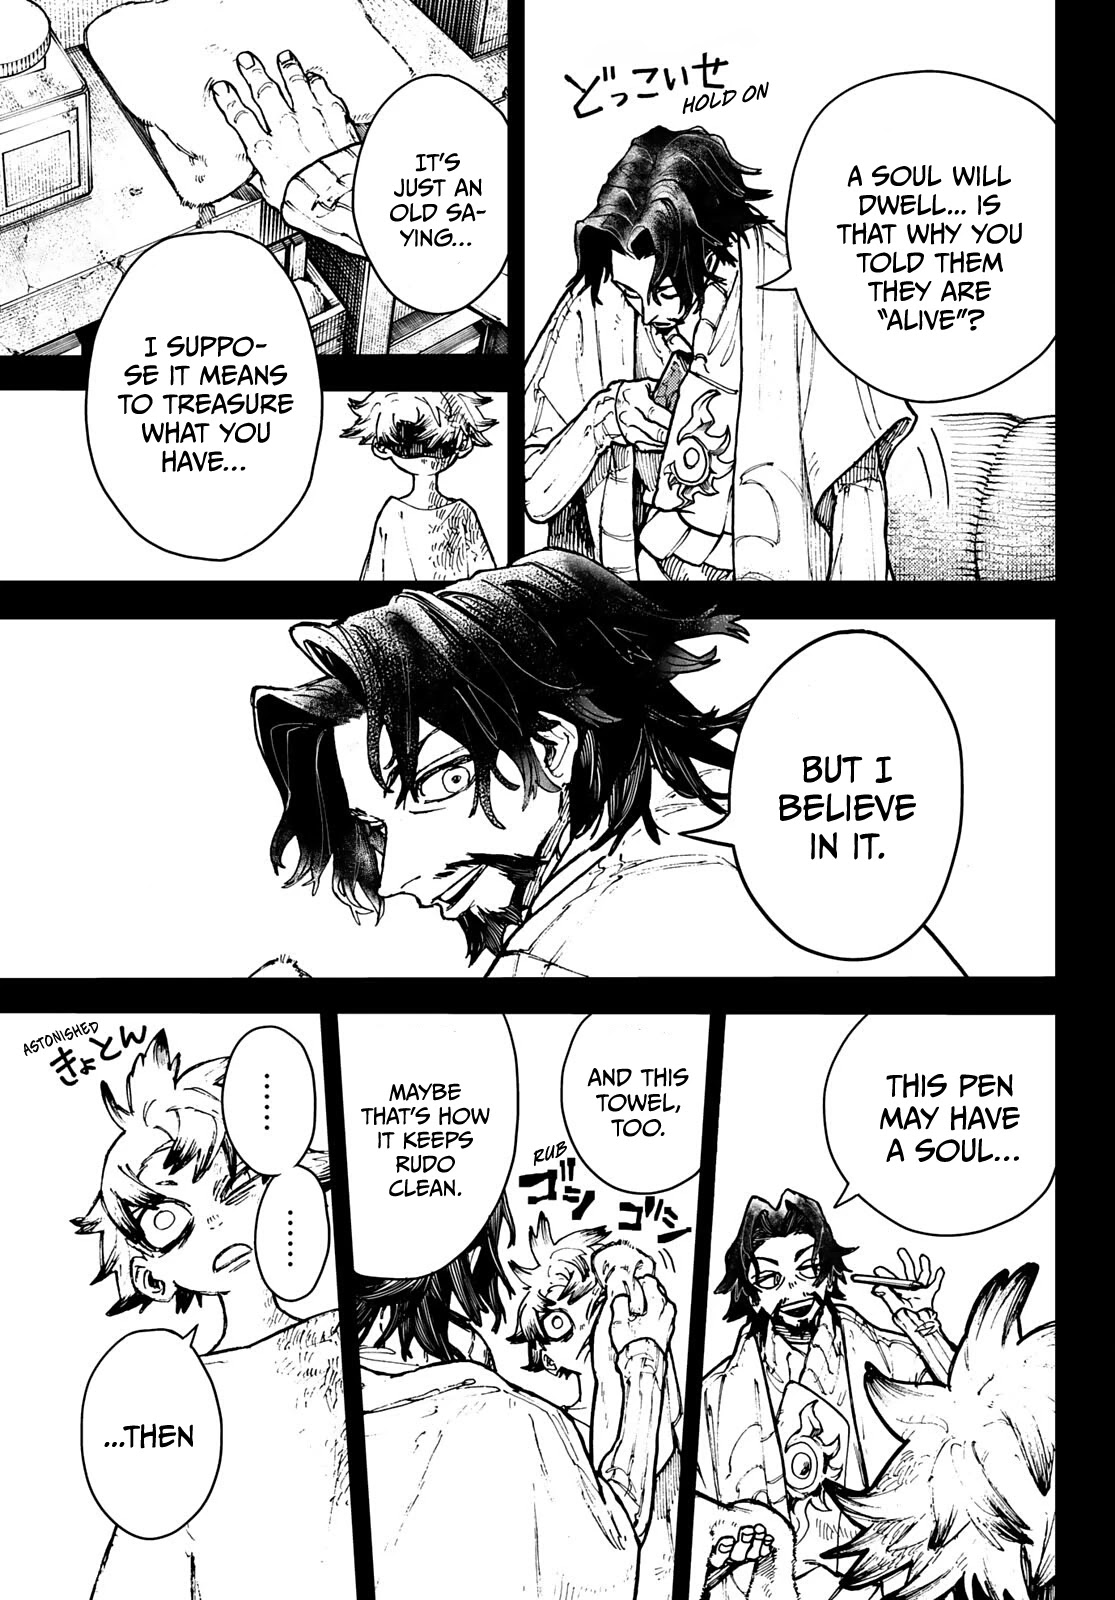 どっこいせ
HOLD ON
A SOUL WILL
DWELL... IS
THAT WHY YOU
TOLD THEM
THEY ARE
"ALIVE"?
IT'S
JUST AN
OLD SA-
YING...
I SUPPO-
SE IT MEANS
TO TREASURE
WHAT YOU
HAVE...
BUT I
BELIEVE
IN IT.
THIS PEN
MAY HAVE
A SOUL...
AND THIS
TOWEL,
TOO.
RUB
ゴシ
ゴシ
MAYBE
THAT'S HOW
IT KEEPS
RUDO
CLEAN.
ASTONISHED
きょとん
......
......
...THEN